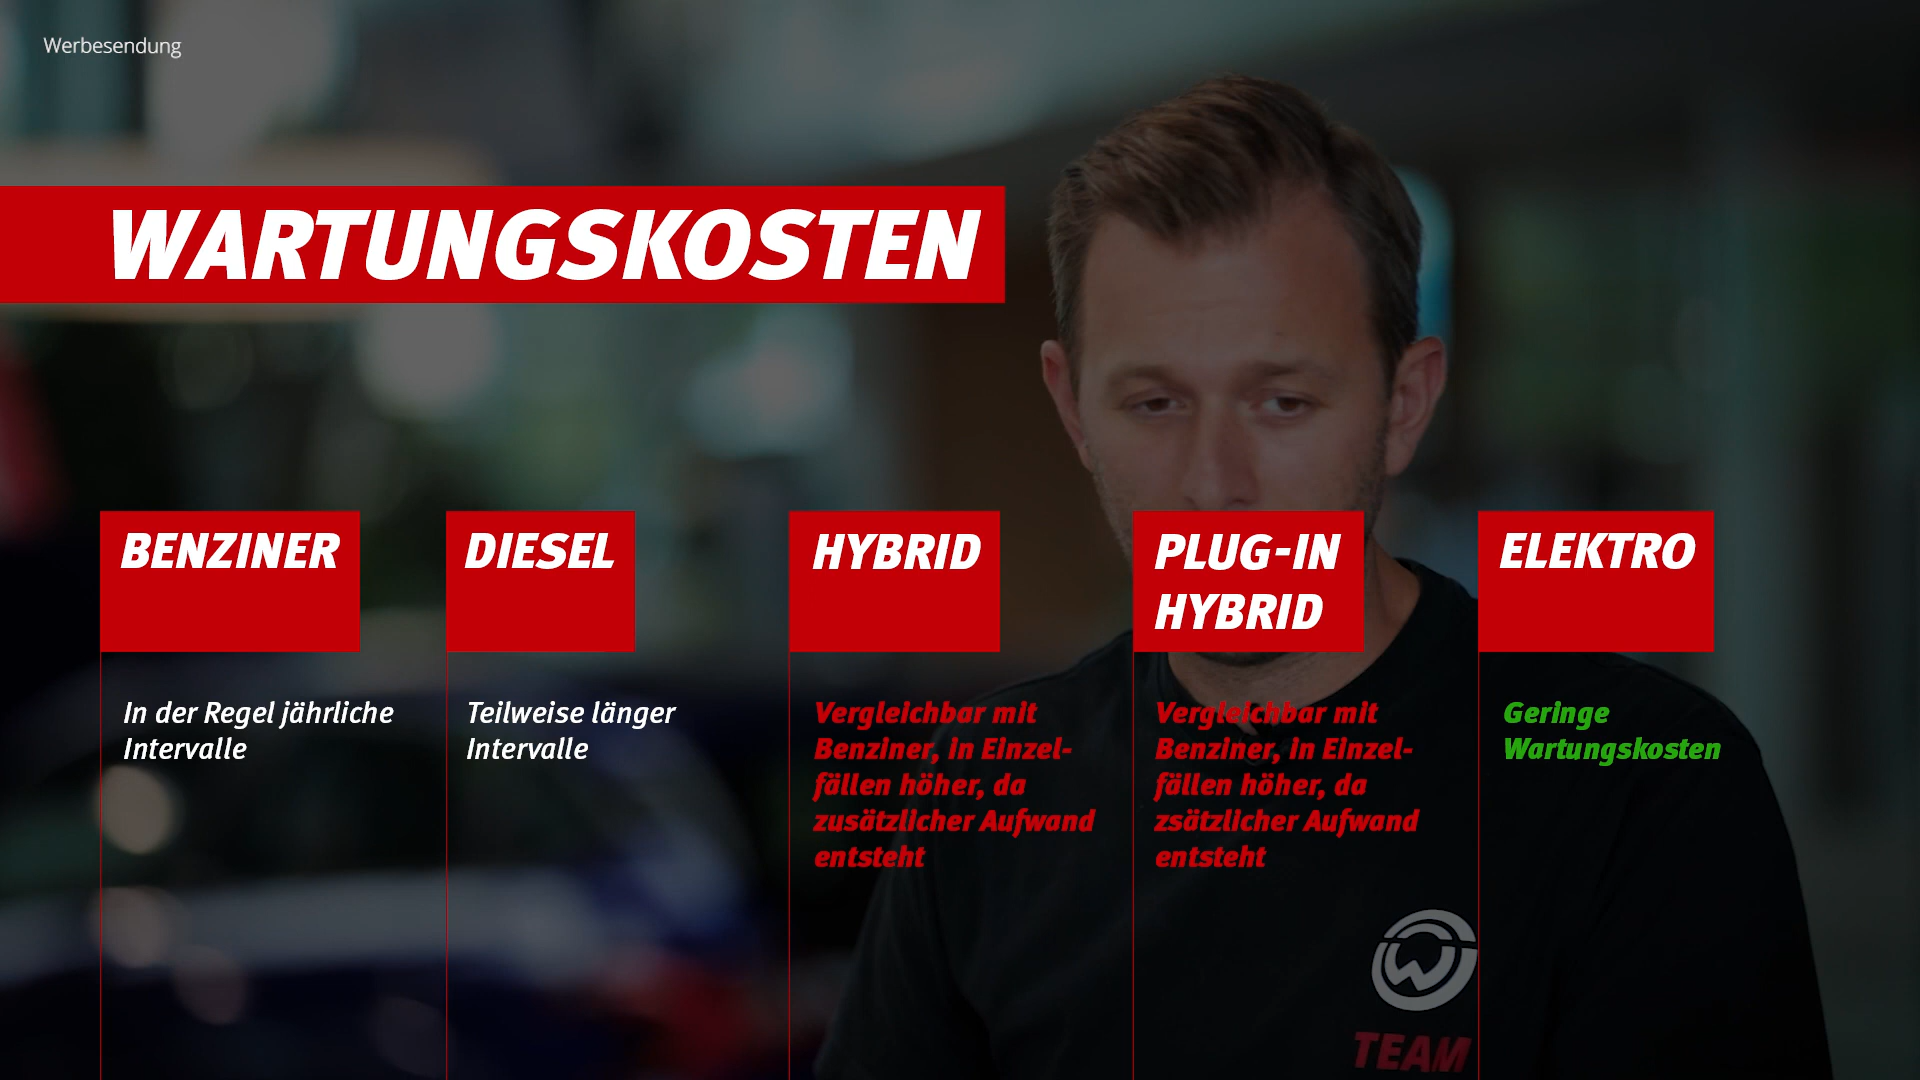 Werbesendung
WARTUNGSKOSTEN
BENZINER
In der Regel jährliche
Intervalle
DIESEL
Teilweise länger
Intervalle
HYBRID
Vergleichbar mit
Benziner, in Einzel-
fällen höher, da
zusätzlicher Aufwand
entsteht
PLUG-IN
HYBRID
Vergleichbar mit
Benziner, in Einzel-
fällen höher, da
zsätzlicher Aufwand
entsteht
ELEKTRO
Geringe
Wartungskosten
TEAM